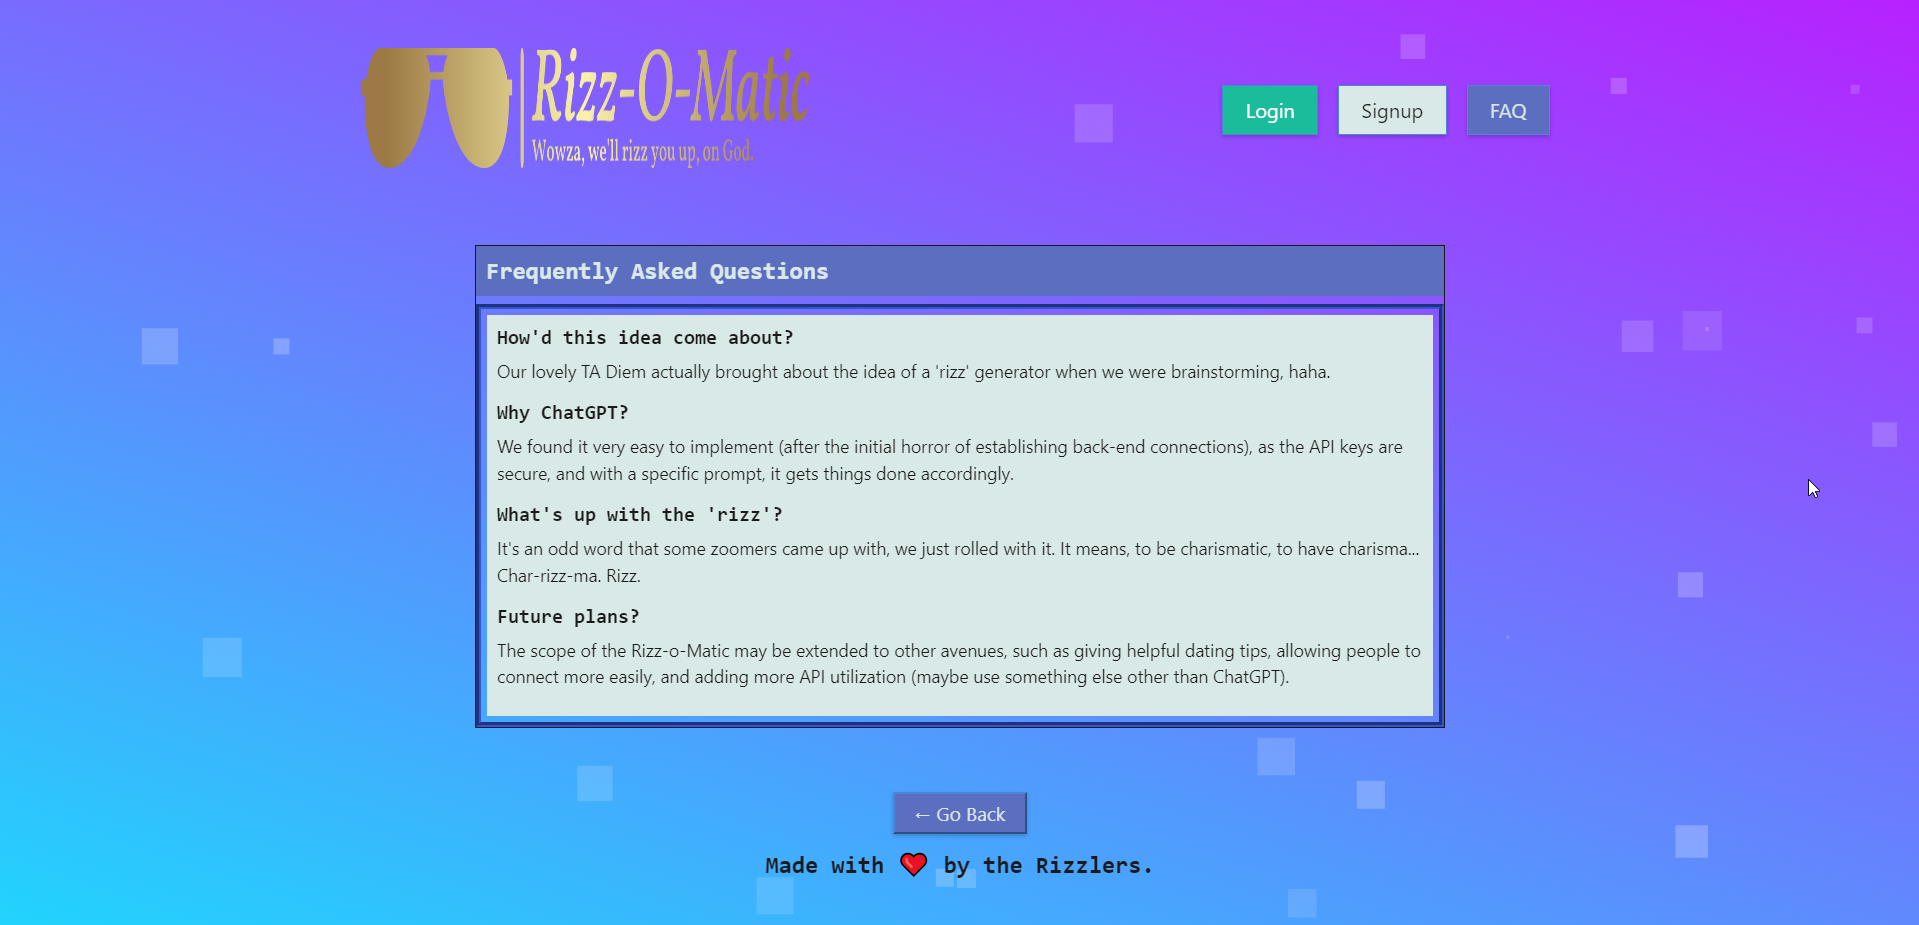 Rizz-O-Matic
Wowza, we'll rizz you up, on God.
Login
Signup
FAQ
Frequently Asked Questions
How'd this idea come about?
Our lovely TA Diem actually brought about the idea of a 'rizz' generator when we were brainstorming, haha.
Why ChatGPT?
We found it very easy to implement (after the initial horror of establishing back-end connections), as the API keys are
secure, and with a specific prompt, it gets things done accordingly.
What's up with the 'rizz'?
It's an odd word that some zoomers came up with, we just rolled with it. It means, to be charismatic, to have charisma...
Char-rizz-ma. Rizz.
Future plans?
The scope of the Rizz-o-Matic may be extended to other avenues, such as giving helpful dating tips, allowing people to
connect more easily, and adding more API utilization (maybe use something else other than ChatGPT).
← Go Back
Made with ❤️ by the Rizzlers.